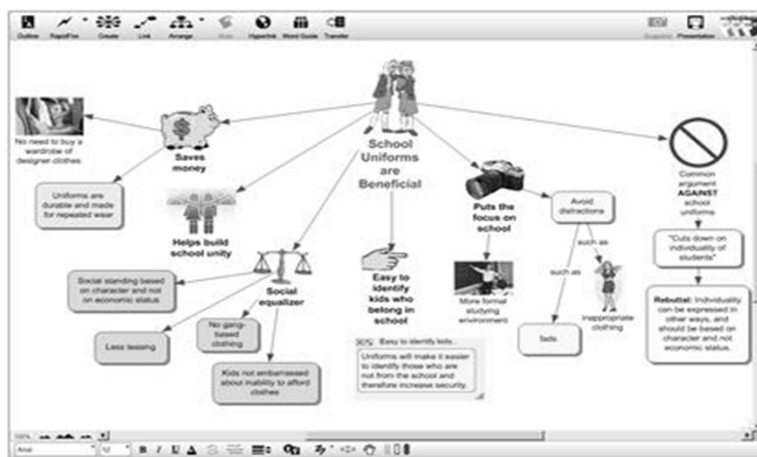 Outline RapidFire Create Link Arrange Note Hyperlink Word Guide Transfer Snapshot Presentation
School
Uniforms
are
Beneficial
Saves
money
No need to buy a
wardrobe of
designer clothes
Uniforms are
durable and made
for repeated wear
Helps build
school unity
Social
equalizer
Social standing based
on character and not
on economic status
Less teasing
No gang-
based
clothing
Kids not embarrassed
about inability to afford
clothes
Easy to
identify
kids who
belong in
school
Easy to identify kids...
Uniforms will make it easier
to identify those who are
not from the school and
therefore increase security.
Puts the
focus on
school
More formal
studying
environment
Avoid
distractions
such as
fads
such as
inappropriate
clothing
Common
argument
AGAINST
school
uniforms
"Cuts down on
individuality of
students"
Rebuttal: Individuality
can be expressed in
other ways, and
should be based on
character and not
economic status.
100%
Arial 12 B I U A